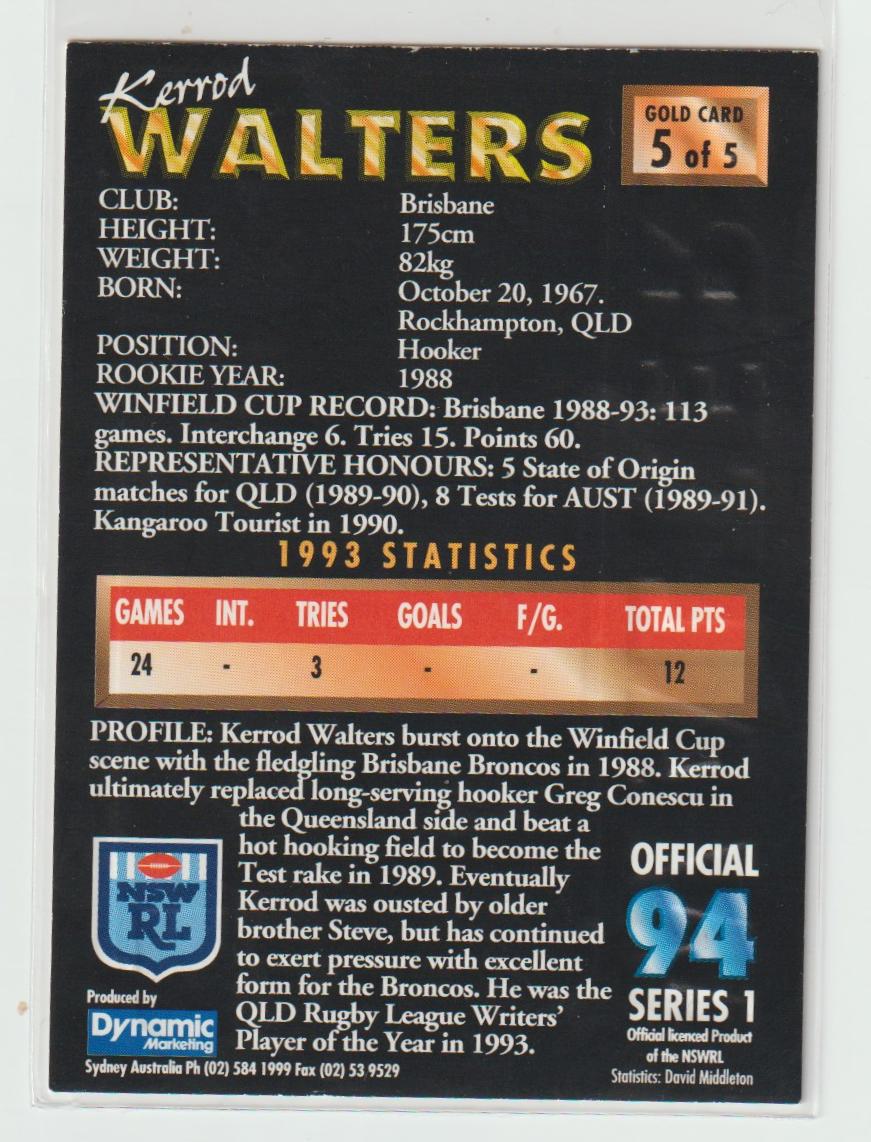 Kerrod
WALTERS
GOLD CARD
5 of 5
CLUB: Brisbane
HEIGHT: 175cm
WEIGHT: 82kg
BORN: October 20, 1967.
Rockhampton, QLD
POSITION: Hooker
ROOKIE YEAR: 1988
WINFIELD CUP RECORD: Brisbane 1988-93: 113
games. Interchange 6. Tries 15. Points 60.
REPRESENTATIVE HONOURS: 5 State of Origin
matches for QLD (1989-90), 8 Tests for AUST (1989-91).
Kangaroo Tourist in 1990.
1993 STATISTICS
GAMES INT. TRIES GOALS F/G. TOTAL PTS
24 - 3 - - 12
PROFILE: Kerrod Walters burst onto the Winfield Cup
scene with the fledgling Brisbane Broncos in 1988. Kerrod
ultimately replaced long-serving hooker Greg Conescu in
the Queensland side and beat a
hot hooking field to become the
Test rake in 1989. Eventually
Kerrod was ousted by older
brother Steve, but has continued
to exert pressure with excellent
form for the Broncos. He was the
QLD Rugby League Writers'
Player of the Year in 1993.
NSW
RL
Produced by
Dynamic
Marketing
Sydney Australia Ph (02) 584 1999 Fax (02) 53 9529
OFFICIAL
94
SERIES 1
Official licenced Product
of the NSWRL
Statistics: David Middleton